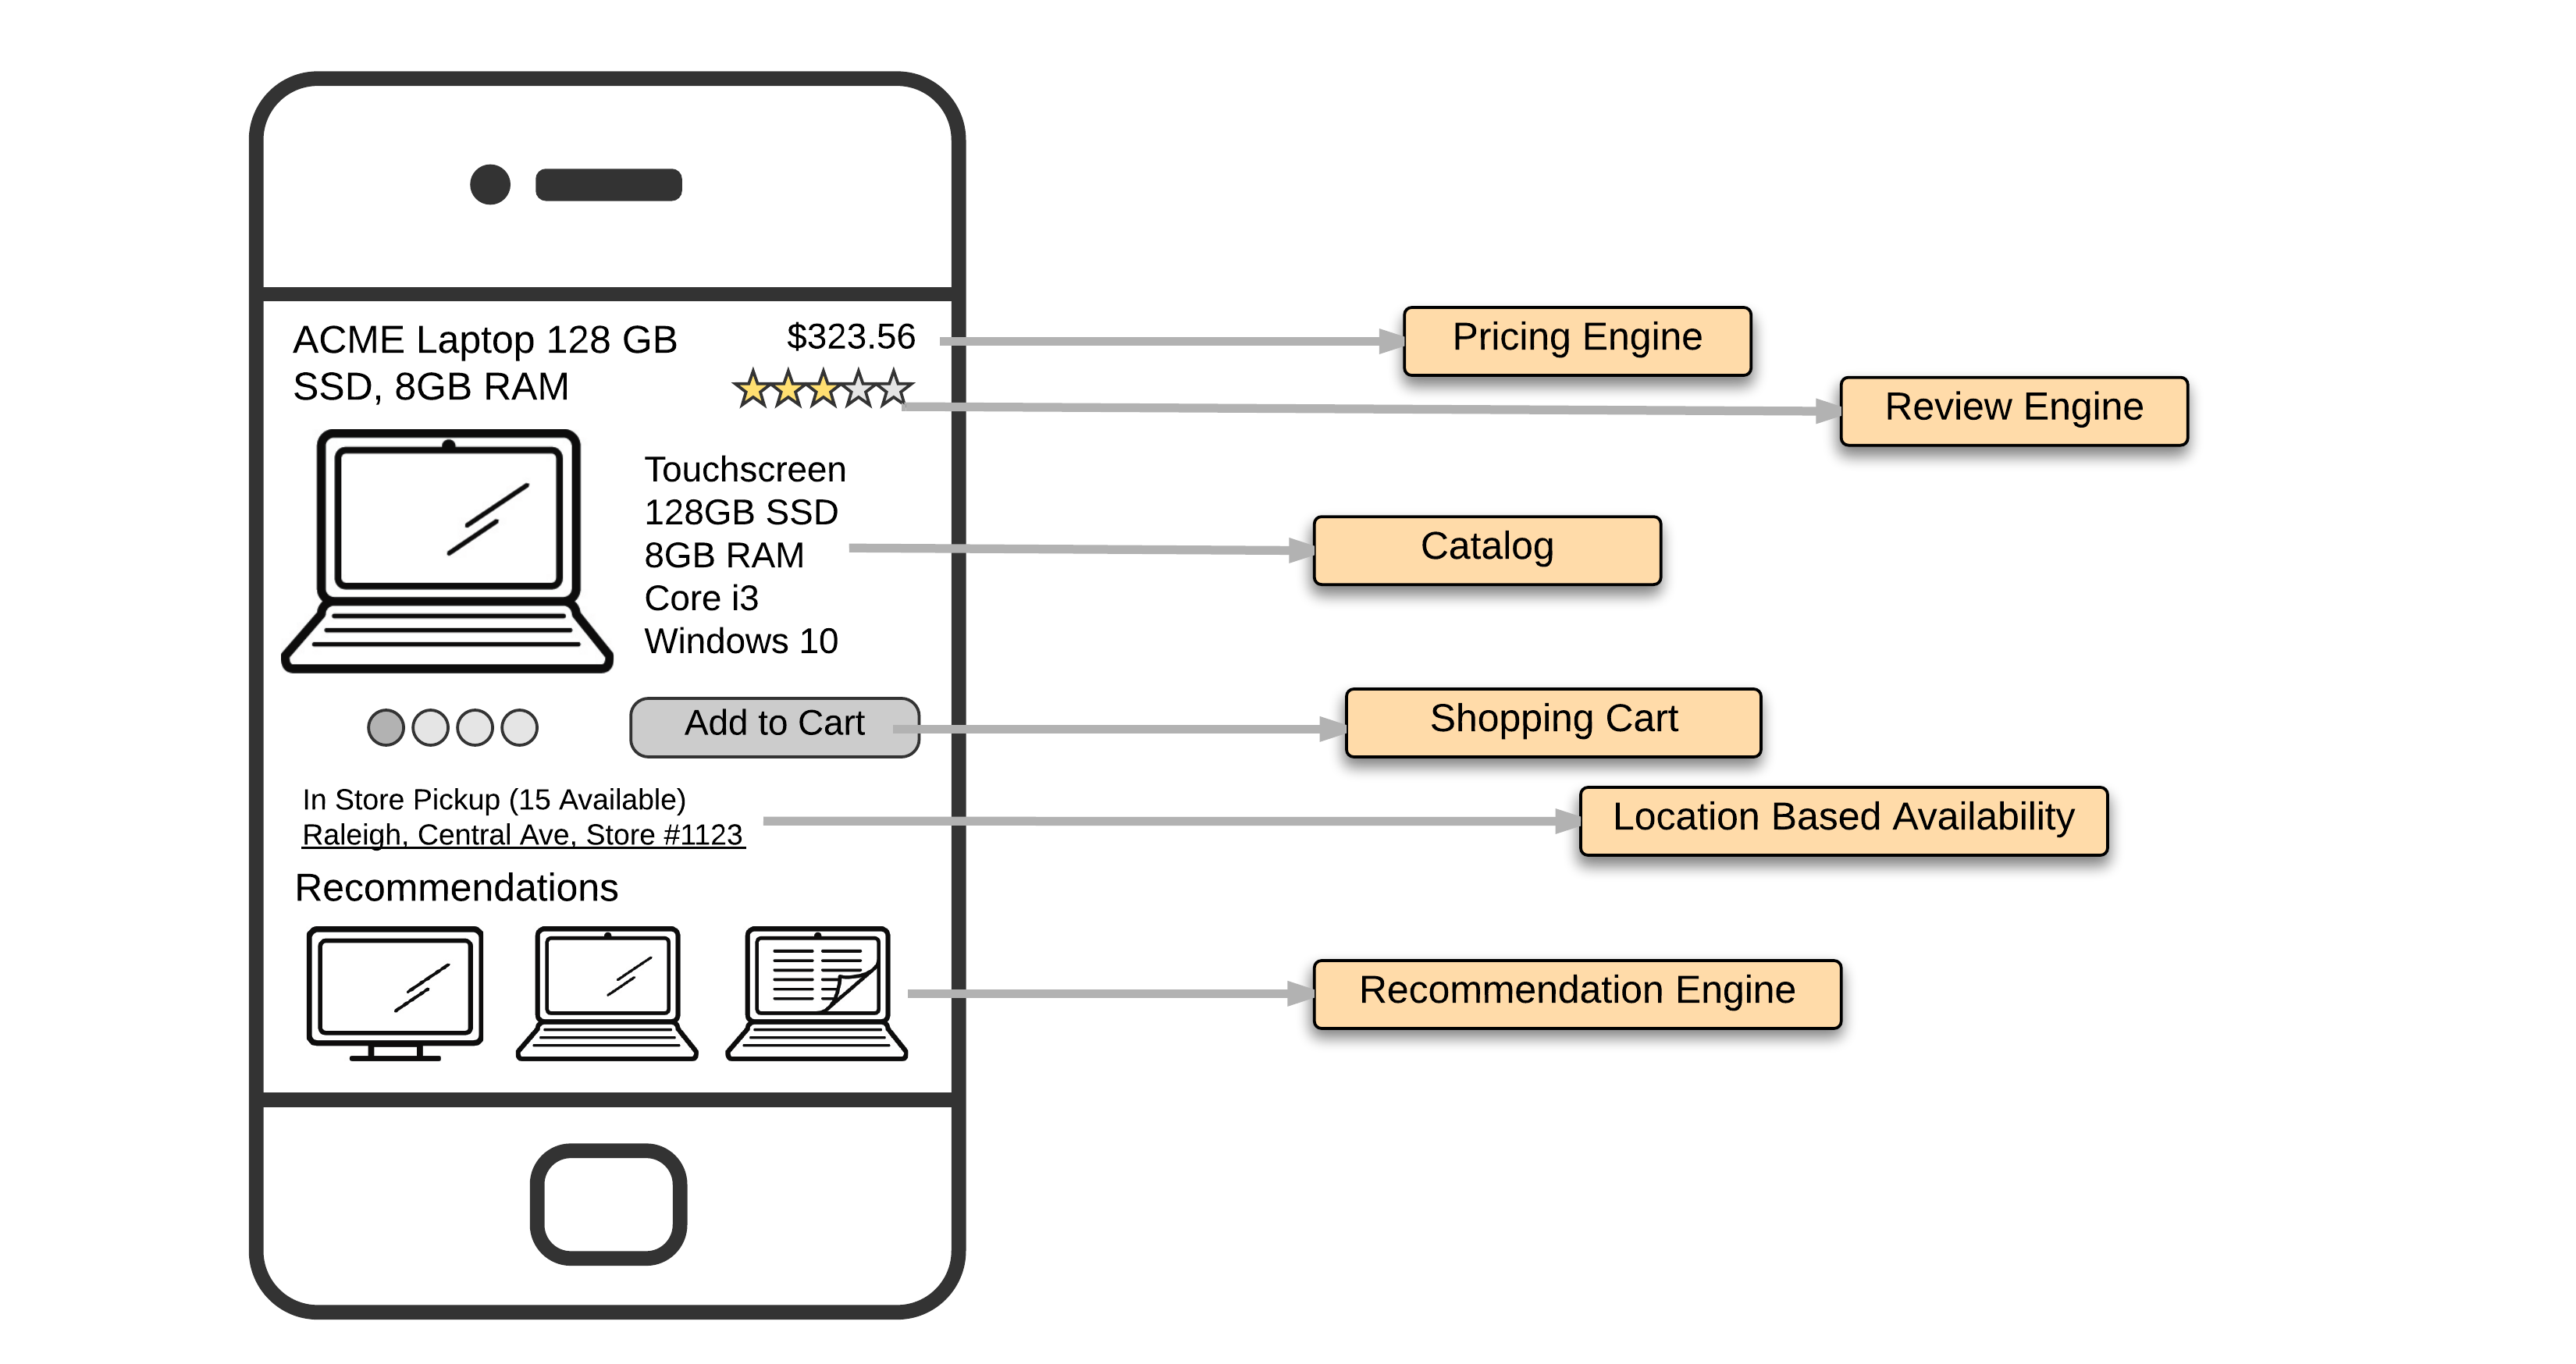 ACME Laptop 128 GB
SSD, 8GB RAM
$323.56
Touchscreen
128GB SSD
8GB RAM
Core i3
Windows 10
Add to Cart
In Store Pickup (15 Available)
Raleigh, Central Ave, Store #1123
Recommendations
Pricing Engine
Review Engine
Catalog
Shopping Cart
Location Based Availability
Recommendation Engine